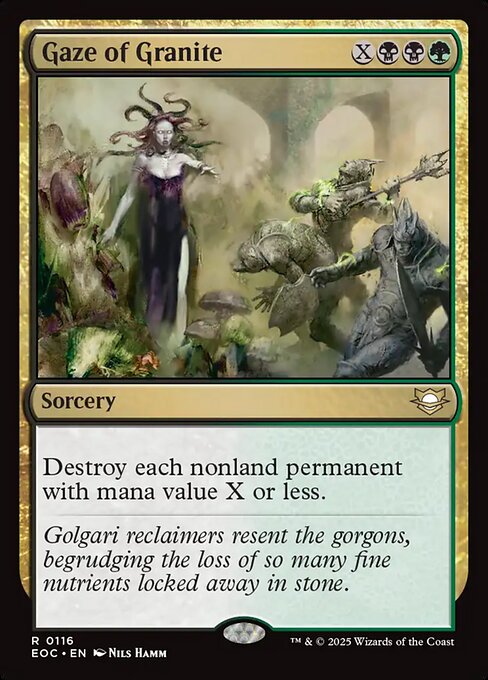 Gaze of Granite X
Sorcery
Destroy each nonland permanent
with mana value X or less.
Golgari reclaimers resent the gorgons,
begrudging the loss of so many fine
nutrients locked away in stone.
R 0116 ™ & © 2025 Wizards of the Coast
EOC • EN Nils Hamm